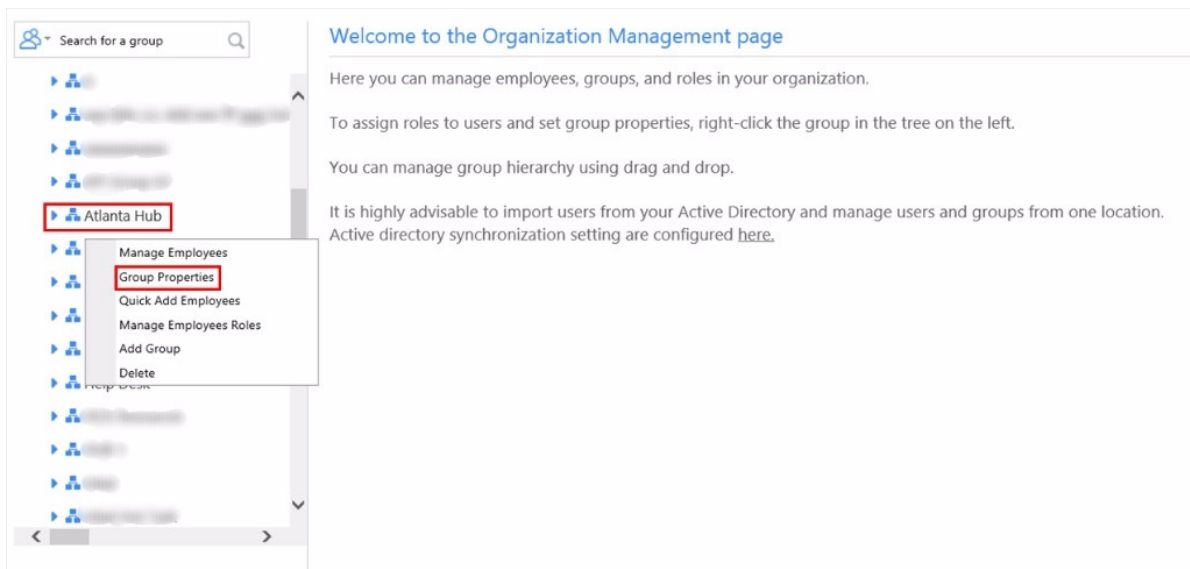 Search for a group
Atlanta Hub
Manage Employees
Group Properties
Quick Add Employees
Manage Employees Roles
Add Group
Delete
Help Desk
Welcome to the Organization Management page
Here you can manage employees, groups, and roles in your organization.
To assign roles to users and set group properties, right-click the group in the tree on the left.
You can manage group hierarchy using drag and drop.
It is highly advisable to import users from your Active Directory and manage users and groups from one location.
Active directory synchronization setting are configured here.